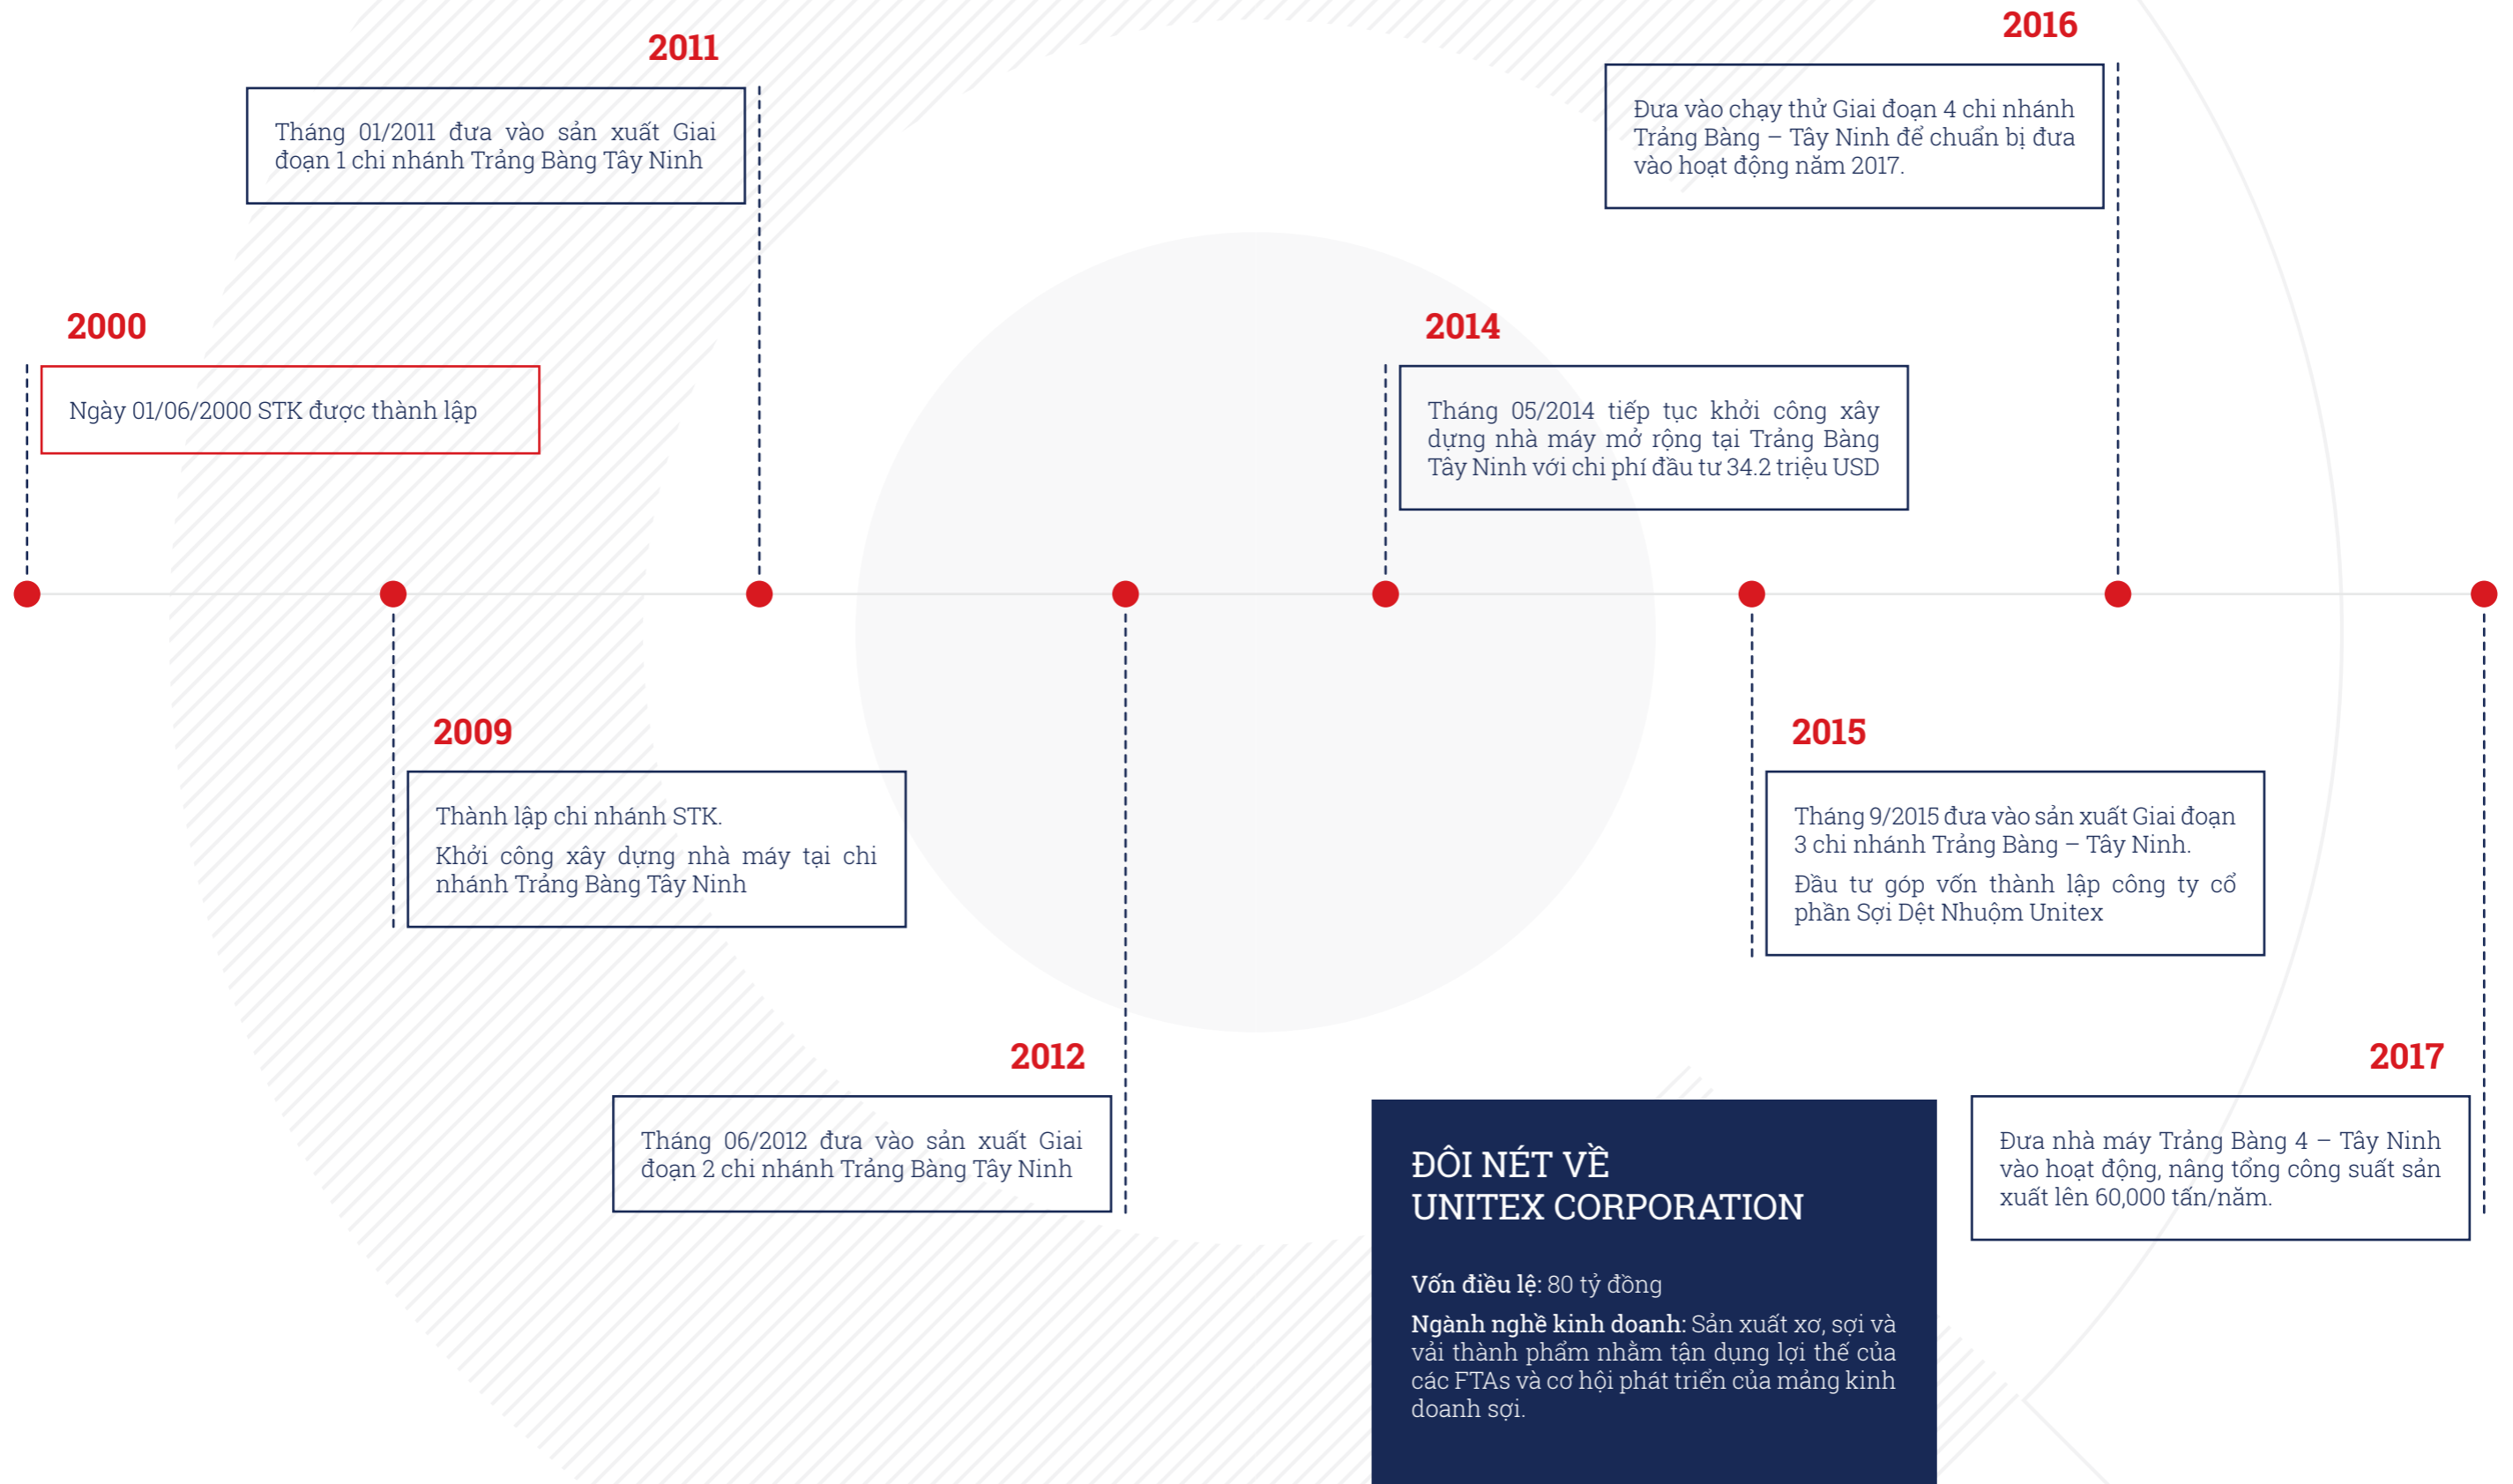 2000
Ngày 01/06/2000 STK được thành lập
2009
Thành lập chi nhánh STK.
Khởi công xây dựng nhà máy tại chi
nhánh Trảng Bàng Tây Ninh
2011
Tháng 01/2011 đưa vào sản xuất Giai
đoạn 1 chi nhánh Trảng Bàng Tây Ninh
2012
Tháng 06/2012 đưa vào sản xuất Giai
đoạn 2 chi nhánh Trảng Bàng Tây Ninh
2014
Tháng 05/2014 tiếp tục khởi công xây
dựng nhà máy mở rộng tại Trảng Bàng
Tây Ninh với chi phí đầu tư 34.2 triệu USD
2015
Tháng 9/2015 đưa vào sản xuất Giai đoạn
3 chi nhánh Trảng Bàng – Tây Ninh.
Đầu tư góp vốn thành lập công ty cổ
phần Sợi Dệt Nhuộm Unitex
2016
Đưa vào chạy thử Giai đoạn 4 chi nhánh
Trảng Bàng – Tây Ninh để chuẩn bị đưa
vào hoạt động năm 2017.
2017
Đưa nhà máy Trảng Bàng 4 – Tây Ninh
vào hoạt động, nâng tổng công suất sản
xuất lên 60,000 tấn/năm.
ĐÔI NÉT VỀ
UNITEX CORPORATION
Vốn điều lệ: 80 tỷ đồng
Ngành nghề kinh doanh: Sản xuất xơ, sợi và
vải thành phẩm nhằm tận dụng lợi thế của
các FTAs và cơ hội phát triển của mảng kinh
doanh sợi.